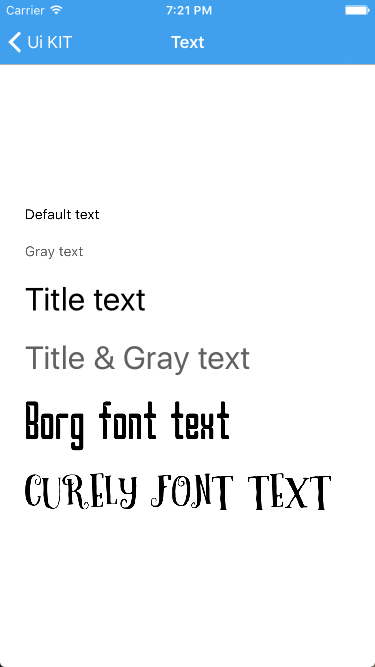 Carrier 7:21 PM
Ui KIT Text
Default text
Gray text
Title text
Title & Gray text
Borg font text
CURELY FONT TEXT